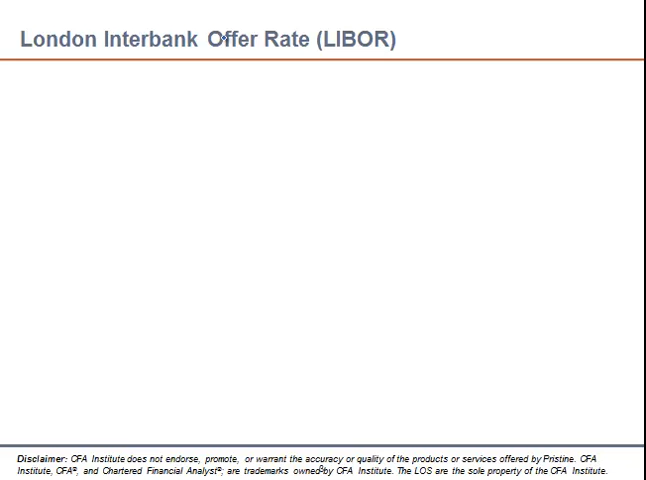 London Interbank Offer Rate (LIBOR)
Disclaimer: CFA Institute does not endorse, promote, or warrant the accuracy or quality of the products or services offered by Pristine. CFA
Institute, CFA®, and Chartered Financial Analyst®; are trademarks owned by CFA Institute. The LOS are the sole property of the CFA Institute.